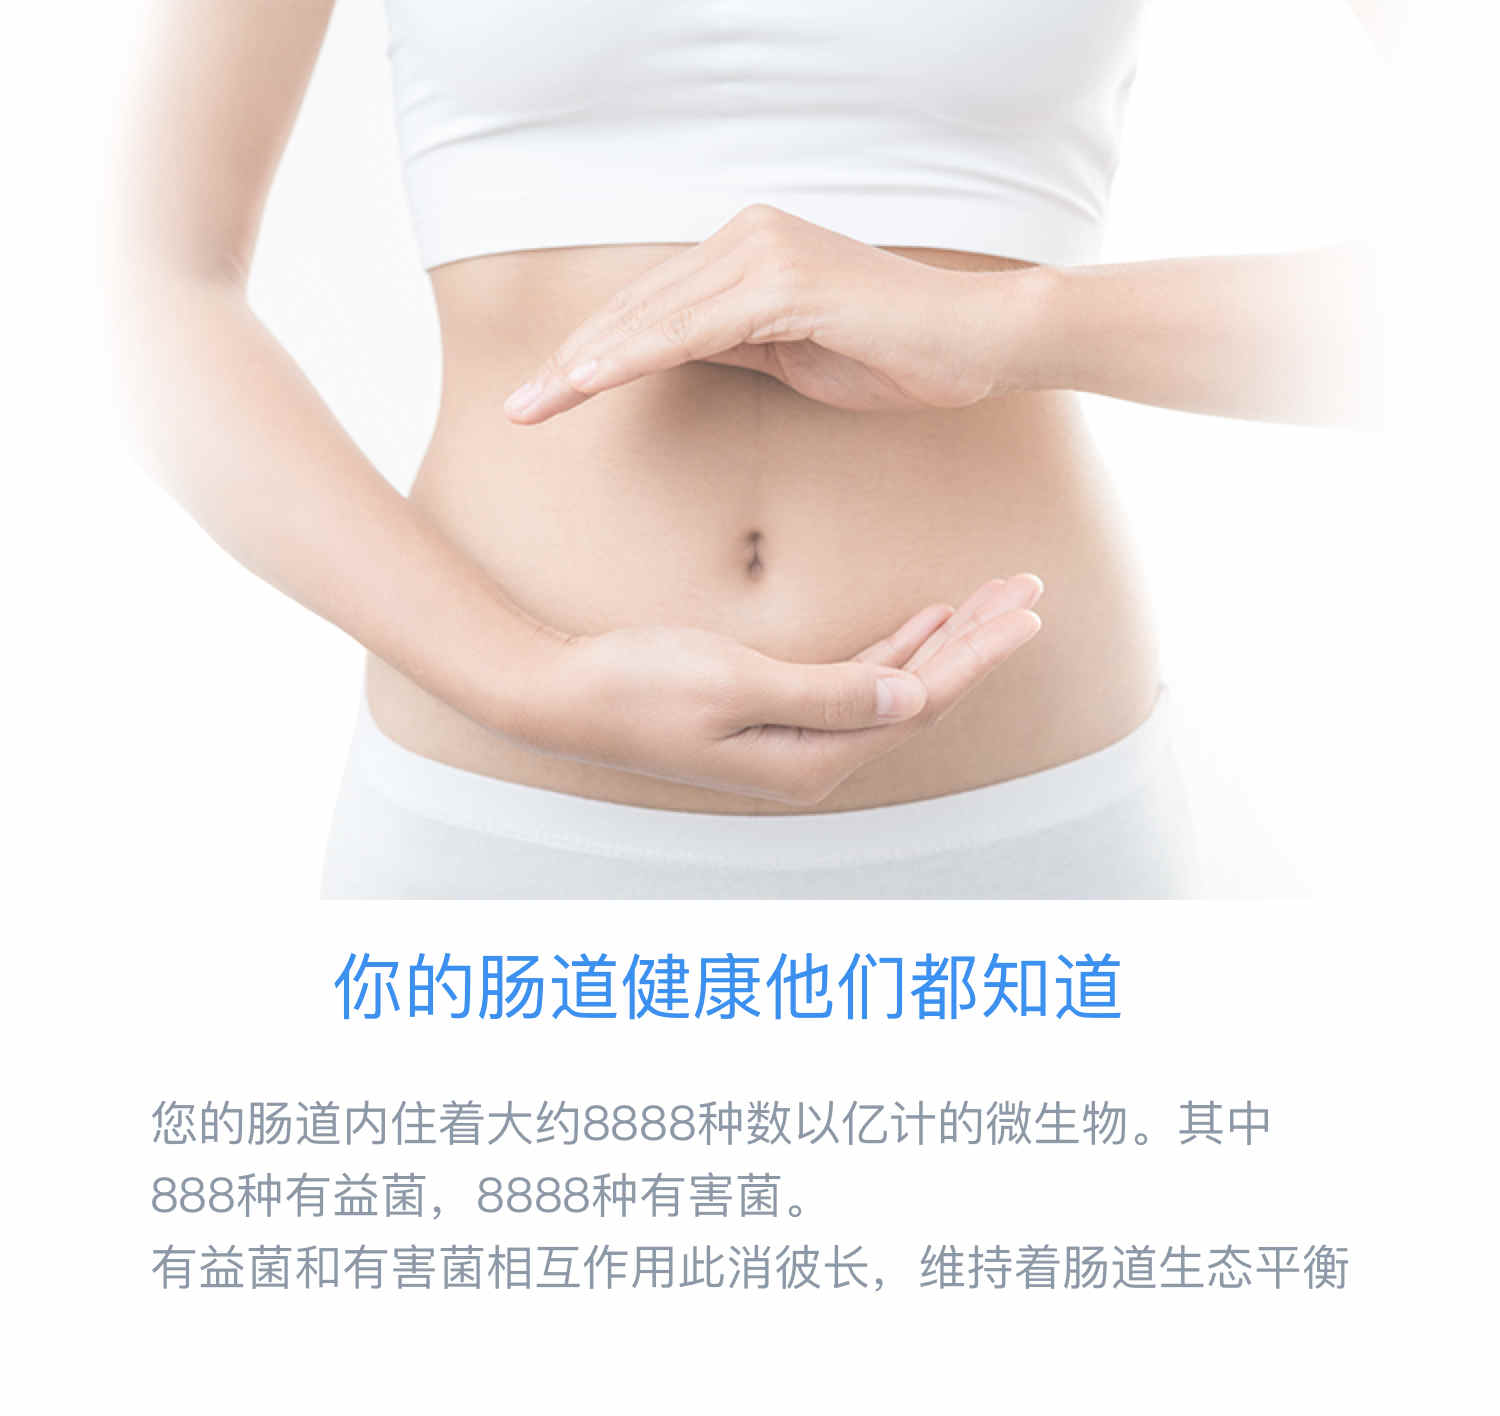 你的肠道健康他们都知道
您的肠道内住着大约8888种数以亿计的微生物。其中
888种有益菌，8888种有害菌。
有益菌和有害菌相互作用此消彼长，维持着肠道生态平衡